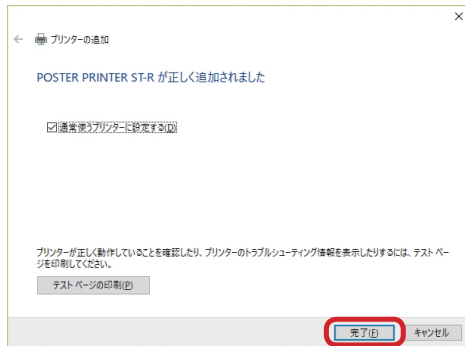 プリンターの追加
POSTER PRINTER ST-R が正しく追加されました
通常使うプリンターに設定する(D)
プリンターが正しく動作していることを確認したり、プリンターのトラブルシューティング情報を表示したりするには、テスト ペー
ジを印刷してください。
テスト ページの印刷(P)
完了(F) キャンセル